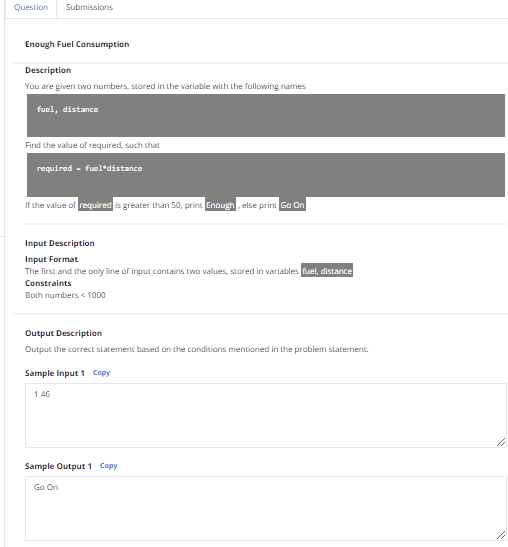 Question Submissions
Enough Fuel Consumption
Description
You are given two numbers, stored in the variable with the following names
fuel, distance
Find the value of required, such that
required = fuel*distance
If the value of required is greater than 50, print Enough , else print Go On
Input Description
Input Format
The first and the only line of input contains two values, stored in variables fuel, distance
Constraints
Both numbers < 1000
Output Description
Output the correct statement based on the conditions mentioned in the problem statement.
Sample Input 1 Copy
1 46
Sample Output 1 Copy
Go On